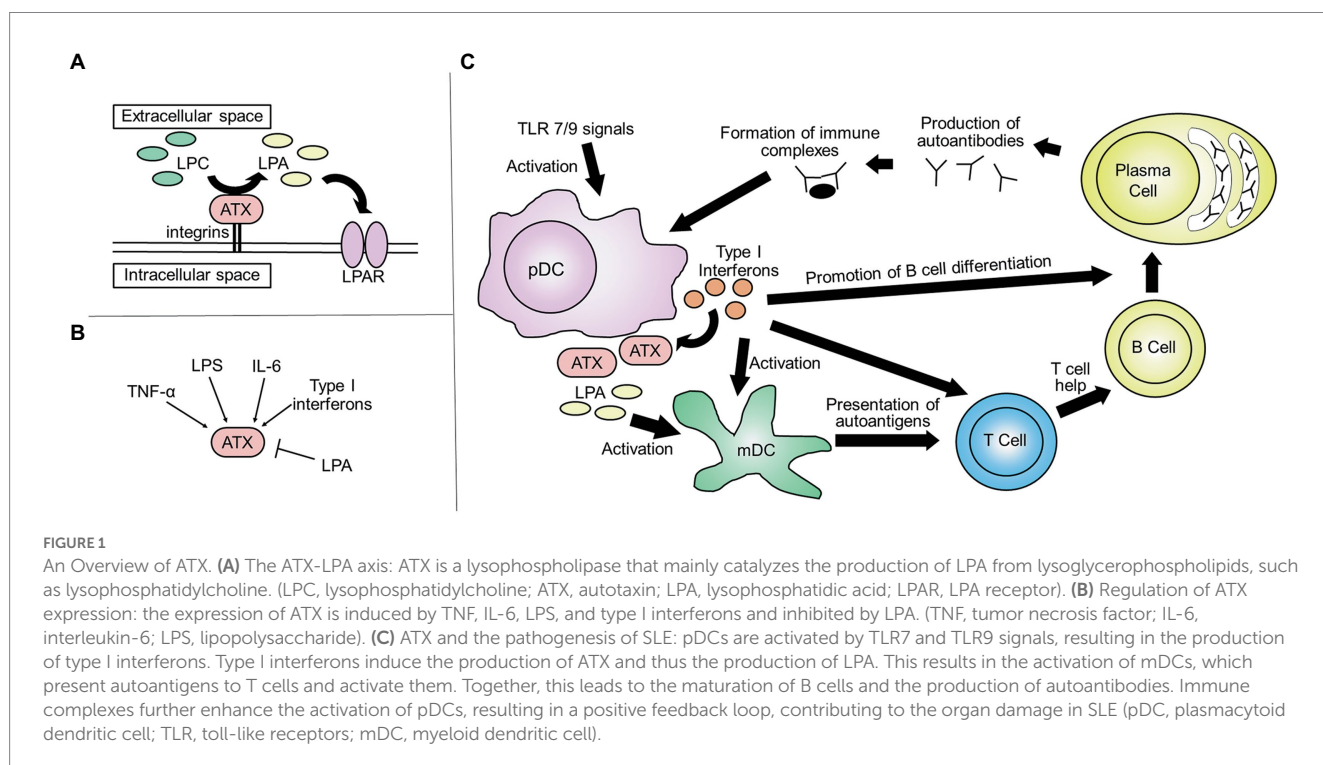 A
Extracellular space
LPC
LPA
ATX
integrins
Intracellular space
LPAR
B
LPS
IL-6
TNF-α
Type I
interferons
ATX
LPA
C
TLR 7/9 signals
Activation
Formation of immune
complexes
Production of
autoantibodies
Plasma
Cell
pDC
Type I
Interferons
Promotion of B cell differentiation
ATX
ATX
LPA
Activation
Activation
mDC
Presentation of
autoantigens
T Cell
T cell
help
B Cell
FIGURE 1
An Overview of ATX. (A) The ATX-LPA axis: ATX is a lysophospholipase that mainly catalyzes the production of LPA from lysoglycerophospholipids, such
as lysophosphatidylcholine. (LPC, lysophosphatidylcholine; ATX, autotaxin; LPA, lysophosphatidic acid; LPAR, LPA receptor). (B) Regulation of ATX
expression: the expression of ATX is induced by TNF, IL-6, LPS, and type I interferons and inhibited by LPA. (TNF, tumor necrosis factor; IL-6,
interleukin-6; LPS, lipopolysaccharide). (C) ATX and the pathogenesis of SLE: pDCs are activated by TLR7 and TLR9 signals, resulting in the production
of type I interferons. Type I interferons induce the production of ATX and thus the production of LPA. This results in the activation of mDCs, which
present autoantigens to T cells and activate them. Together, this leads to the maturation of B cells and the production of autoantibodies. Immune
complexes further enhance the activation of pDCs, resulting in a positive feedback loop, contributing to the organ damage in SLE (pDC, plasmacytoid
dendritic cell; TLR, toll-like receptors; mDC, myeloid dendritic cell).